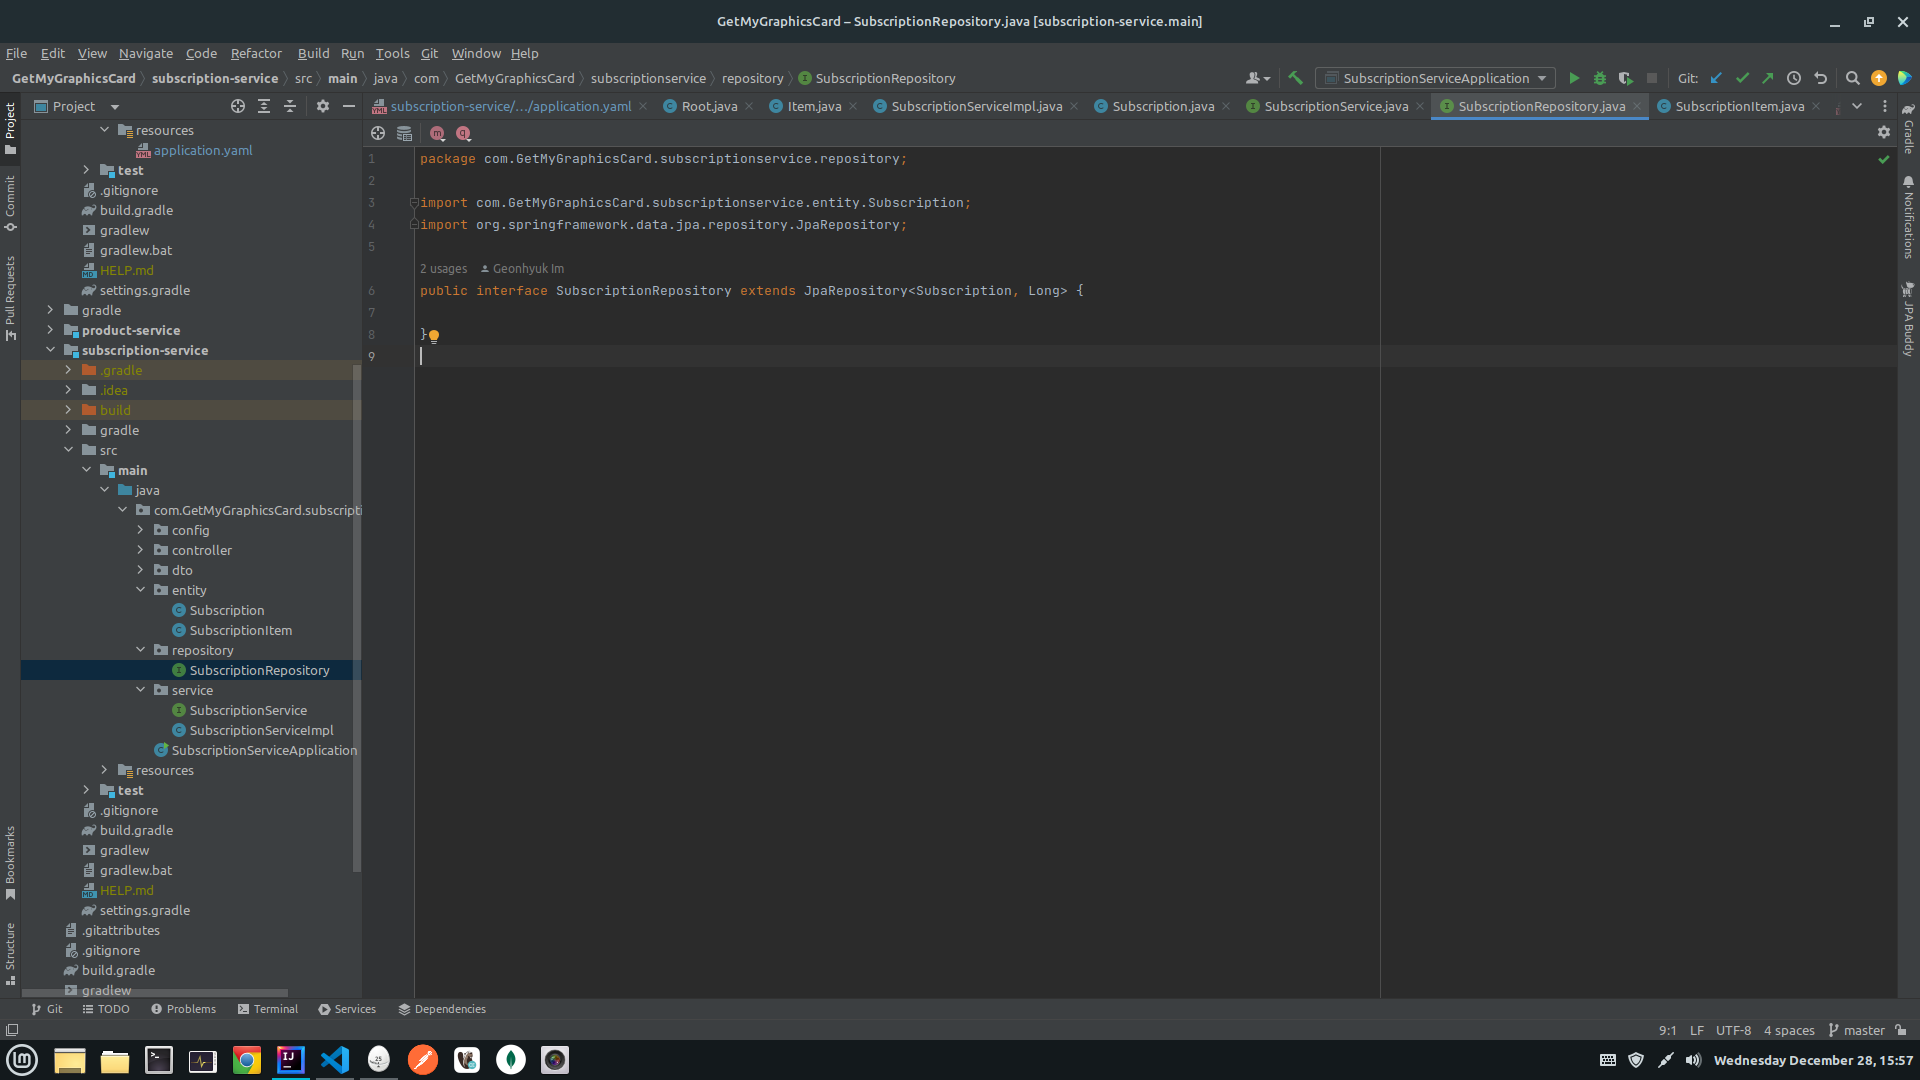 GetMyGraphicsCard – SubscriptionRepository.java [subscription-service.main]
File Edit View Navigate Code Refactor Build Run Tools Git Window Help
GetMyGraphicsCard subscription-service src main java com GetMyGraphicsCard subscriptionservice repository SubscriptionRepository
SubscriptionServiceApplication Git:
Project
subscription-service/…/application.yaml Root.java Item.java SubscriptionServiceImpl.java Subscription.java SubscriptionService.java SubscriptionRepository.java SubscriptionItem.java
Project
Commit
Pull Requests
Bookmarks
Structure
resources
application.yaml
test
.gitignore
build.gradle
gradlew
gradlew.bat
HELP.md
settings.gradle
gradle
product-service
subscription-service
.gradle
.idea
build
gradle
src
main
java
com.GetMyGraphicsCard.subscripti
config
controller
dto
entity
Subscription
SubscriptionItem
repository
SubscriptionRepository
service
SubscriptionService
SubscriptionServiceImpl
SubscriptionServiceApplication
resources
test
.gitignore
build.gradle
gradlew
gradlew.bat
HELP.md
settings.gradle
.gitattributes
.gitignore
build.gradle
gradlew
1 package com.GetMyGraphicsCard.subscriptionservice.repository;
2
3 import com.GetMyGraphicsCard.subscriptionservice.entity.Subscription;
4 import org.springframework.data.jpa.repository.JpaRepository;
5
2 usages Geonhyuk Im
6 public interface SubscriptionRepository extends JpaRepository<Subscription, Long> {
7
8 }
9
Gradle
Notifications
JPA Buddy
Git TODO Problems Terminal Services Dependencies
9:1 LF UTF-8 4 spaces master
Wednesday December 28, 15:57